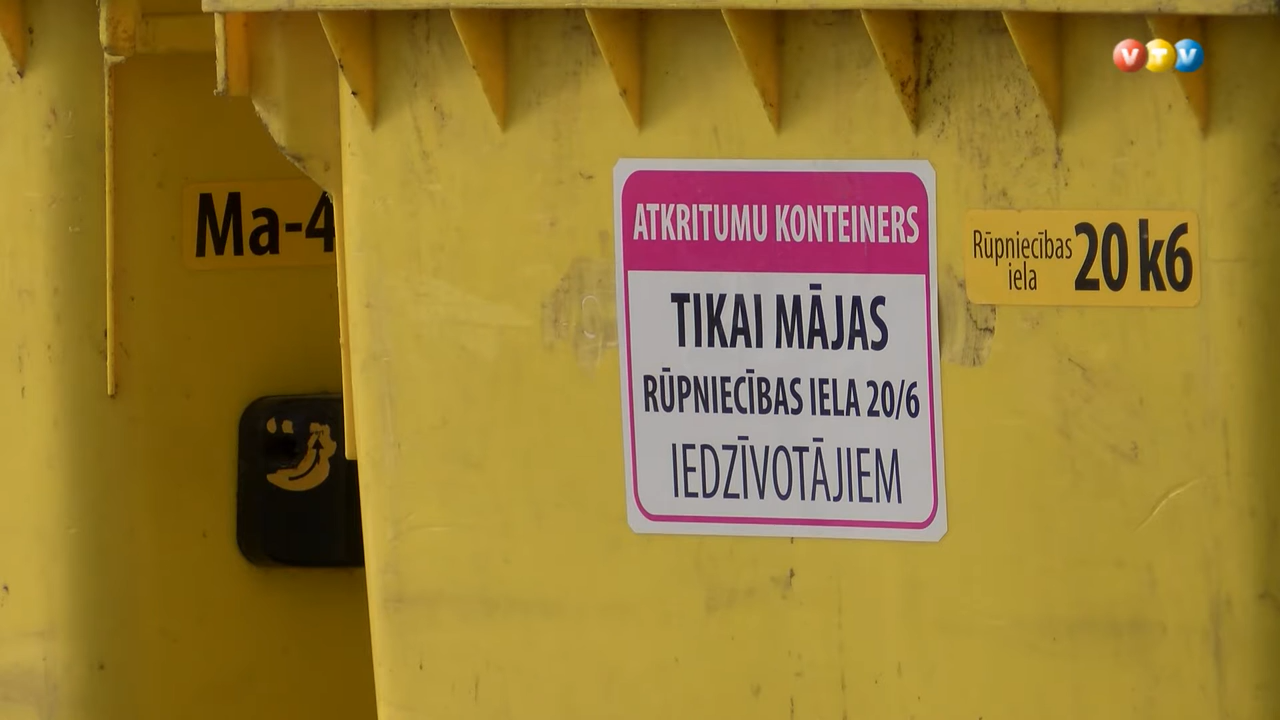 VTV
Ma-4
ATKRITUMU KONTEINERS
TIKAI MĀJAS
RŪPNIECĪBAS IELA 20/6
IEDZĪVOTĀJIEM
Rūpniecības
iela
20 k6